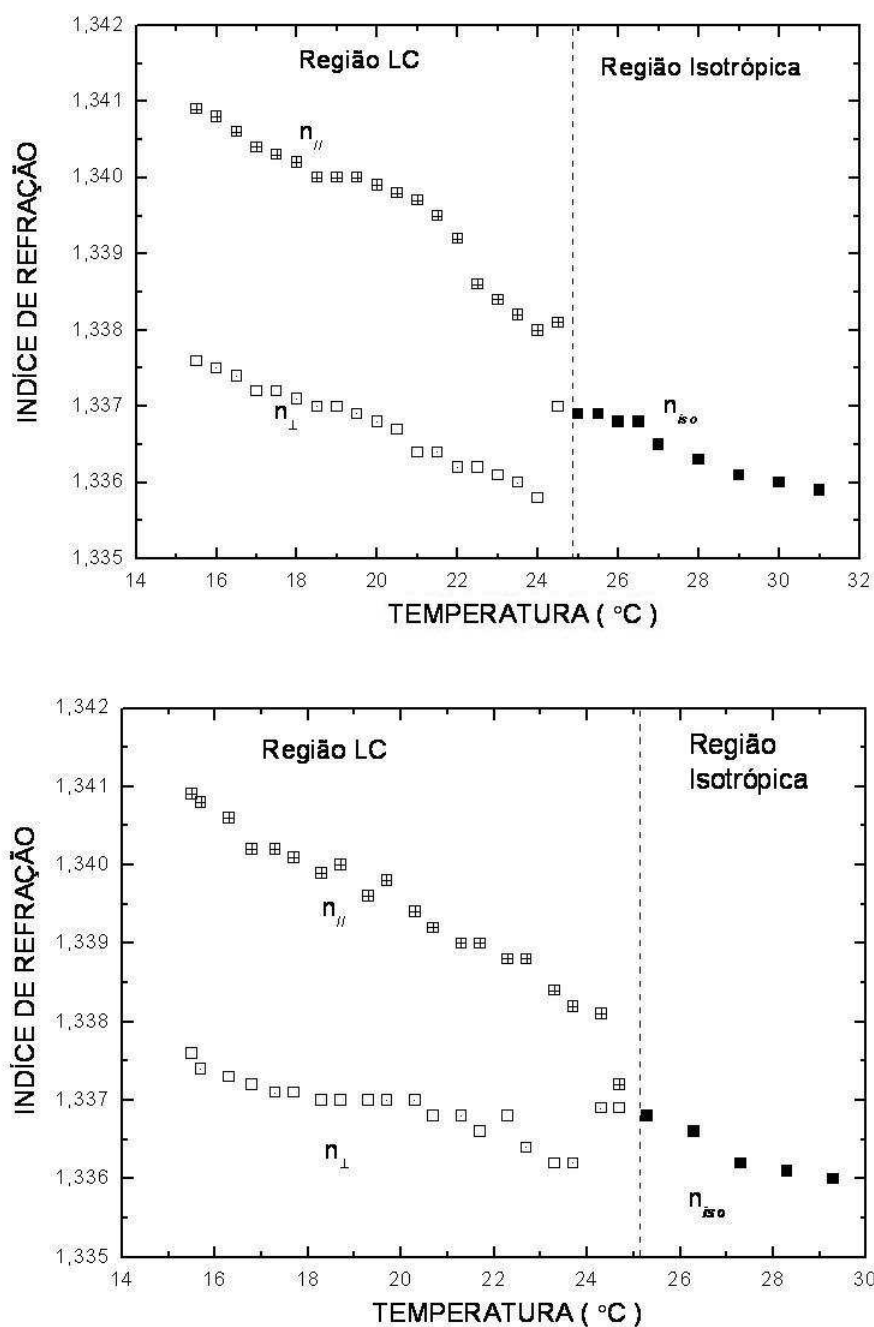 1,342
Região LC
Região Isotrópica
1,341
n//
1,340
1,339
1,338
1,337
n⊥
niso
1,336
1,335
14 16 18 20 22 24 26 28 30 32
INDÍCE DE REFRAÇÃO
TEMPERATURA ( °C )
1,342
Região LC
Região
Isotrópica
1,341
1,340
n//
1,339
1,338
1,337
n⊥
niso
1,336
1,335
14 16 18 20 22 24 26 28 30
INDÍCE DE REFRAÇÃO
TEMPERATURA ( °C )